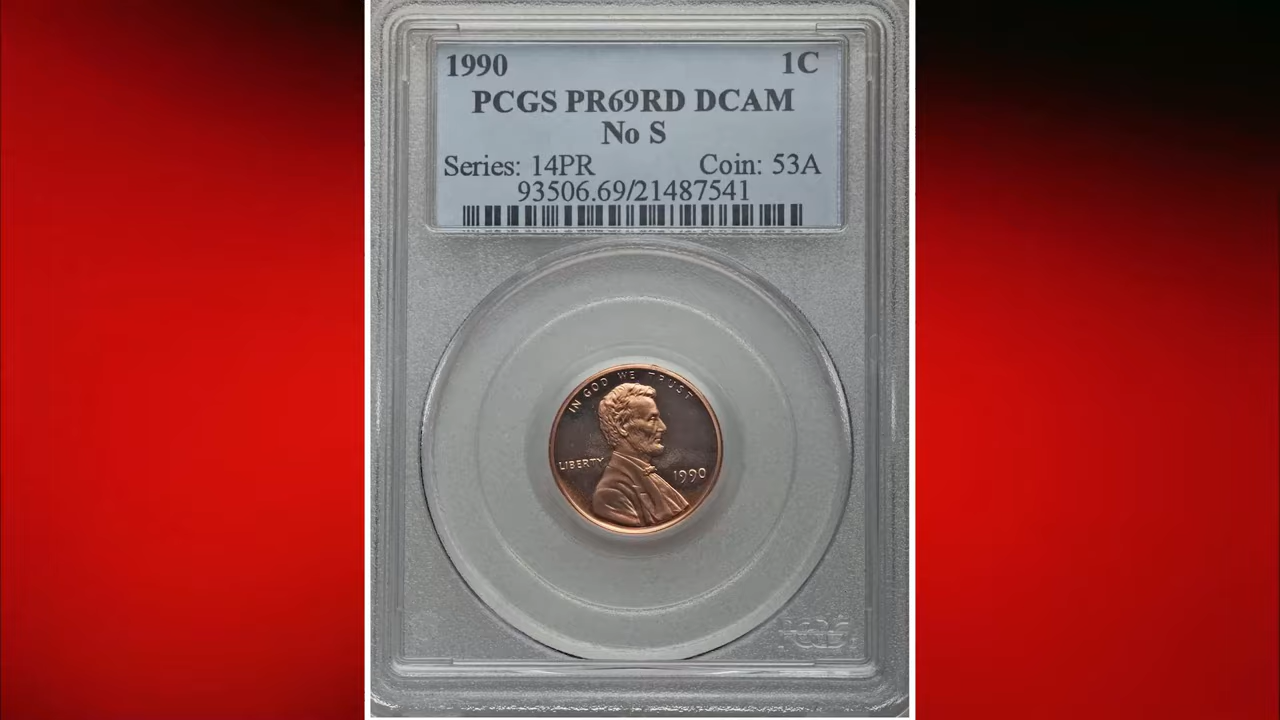 1990 1C
PCGS PR69RD DCAM
No S
Series: 14PR Coin: 53A
93506.69/21487541
IN GOD WE TRUST
LIBERTY
1990
PCGS